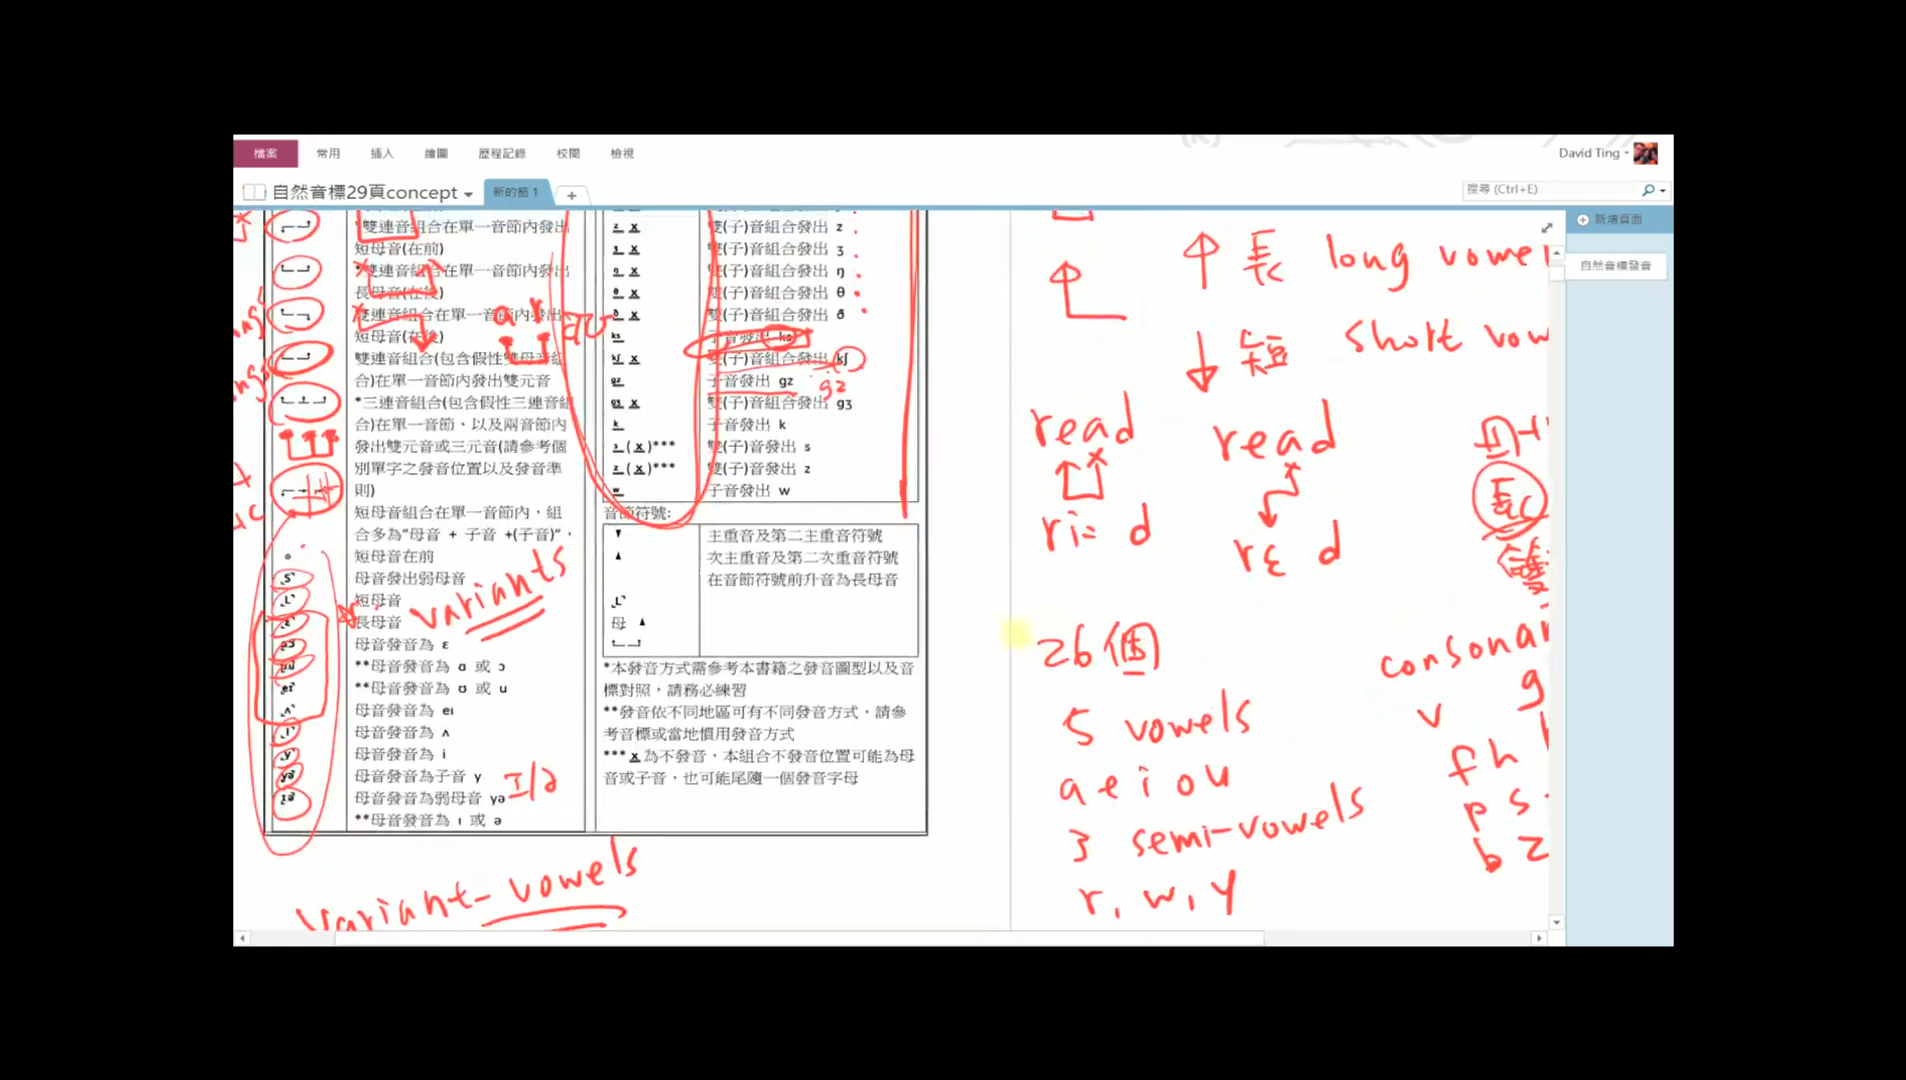 檔案 常用 插入 繪圖 歷程記錄 校閱 檢視
David Ting
自然音標29頁concept 新的節 1
搜尋 (Ctrl+E)
新增頁面
自然音標發音
雙連音組合在單一音節內發出
短母音(在前)
*雙連音組合在單一音節內發出
長母音(在後)
雙連音組合在單一音節內發出
短母音(在後)
雙連音組合(包含假性雙母音組
合)在單一音節內發出雙元音
*三連音組合(包含假性三連音組
合)在單一音節、以及兩音節內
發出雙元音或三元音(請參考個
別單字之發音位置以及發音準
則)
短母音組合在單一音節內，組
合多為"母音 + 子音 +(子音)"，
短母音在前
母音發出弱母音
短母音
長母音
母音發音為 ε
**母音發音為 ɑ 或 ɔ
**母音發音為 ʊ 或 u
母音發音為 eɪ
母音發音為 ʌ
母音發音為 i
母音發音為子音 y
母音發音為弱母音 yə
**母音發音為 ɪ 或 ə
variants
I/ə
variant-vowels
z x 雙(子)音組合發出 z
ʒ x 雙(子)音組合發出 ʒ
ŋ x 雙(子)音組合發出 ŋ
θ x 雙(子)音組合發出 θ
ð x 雙(子)音組合發出 ð
ks 子音發出 ks
kʃ x 雙(子)音組合發出 kʃ
gz 子音發出 gz
gʒ x 雙(子)音組合發出 gʒ
k 子音發出 k
s ( x )*** 雙(子)音組合發出 s
z ( x )*** 雙(子)音組合發出 z
w 子音發出 w
gz
音節符號:
▼ 主重音及第二主重音符號
▲ 次主重音及第二次重音符號
在音節符號前升音為長母音
母 ▲
*本發音方式需參考本書籍之發音圖型以及音
標對照，請務必練習
**發音依不同地區可有不同發音方式，請參
考音標或當地慣用發音方式
*** x 為不發音，本組合不發音位置可能為母
音或子音，也可能尾隨一個發音字母
↑ 長 long vowel
↓ 短 short vow
read read
ri= d rε d
長
26個
5 vowels
a e i o u
3 semi-vowels
r, w, y
consonan
g
v
f h
p s
b z